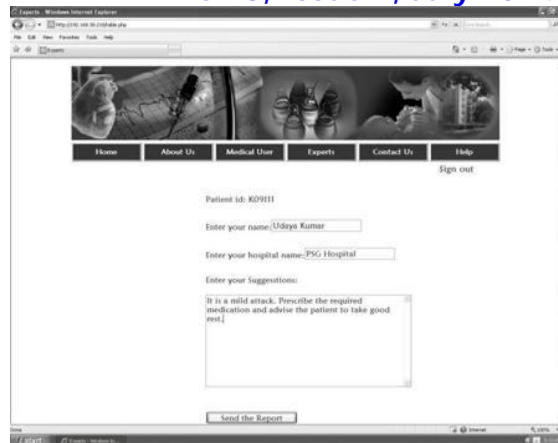 Experts - Windows Internet Explorer
File Edit View Favorites Tools Help
Experts
Home About Us Medical User Experts Contact Us Help
Sign out
Patient id: K09111
Enter your name: Udaya Kumar
Enter your hospital name: PSG Hospital
Enter your Suggestions:
It is a mild attack. Prescribe the required
medication and advise the patient to take good
rest.
Send the Report
Done Internet 100%
start